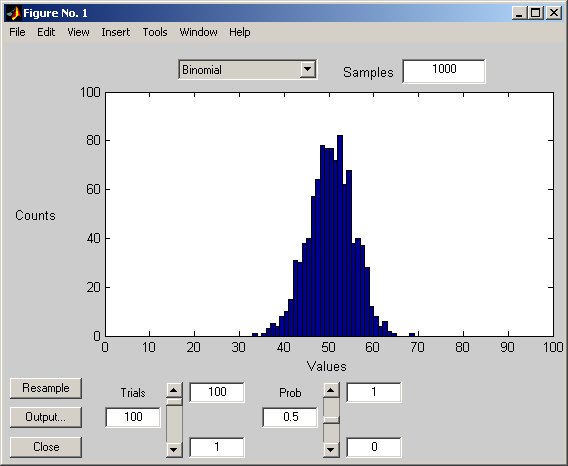 Figure No. 1
File Edit View Insert Tools Window Help
Binomial Samples 1000
100
80
60
40
20
0
Counts
0 10 20 30 40 50 60 70 80 90 100
Values
Resample Trials 100 Prob 1
Output... 100 0.5
Close 1 0